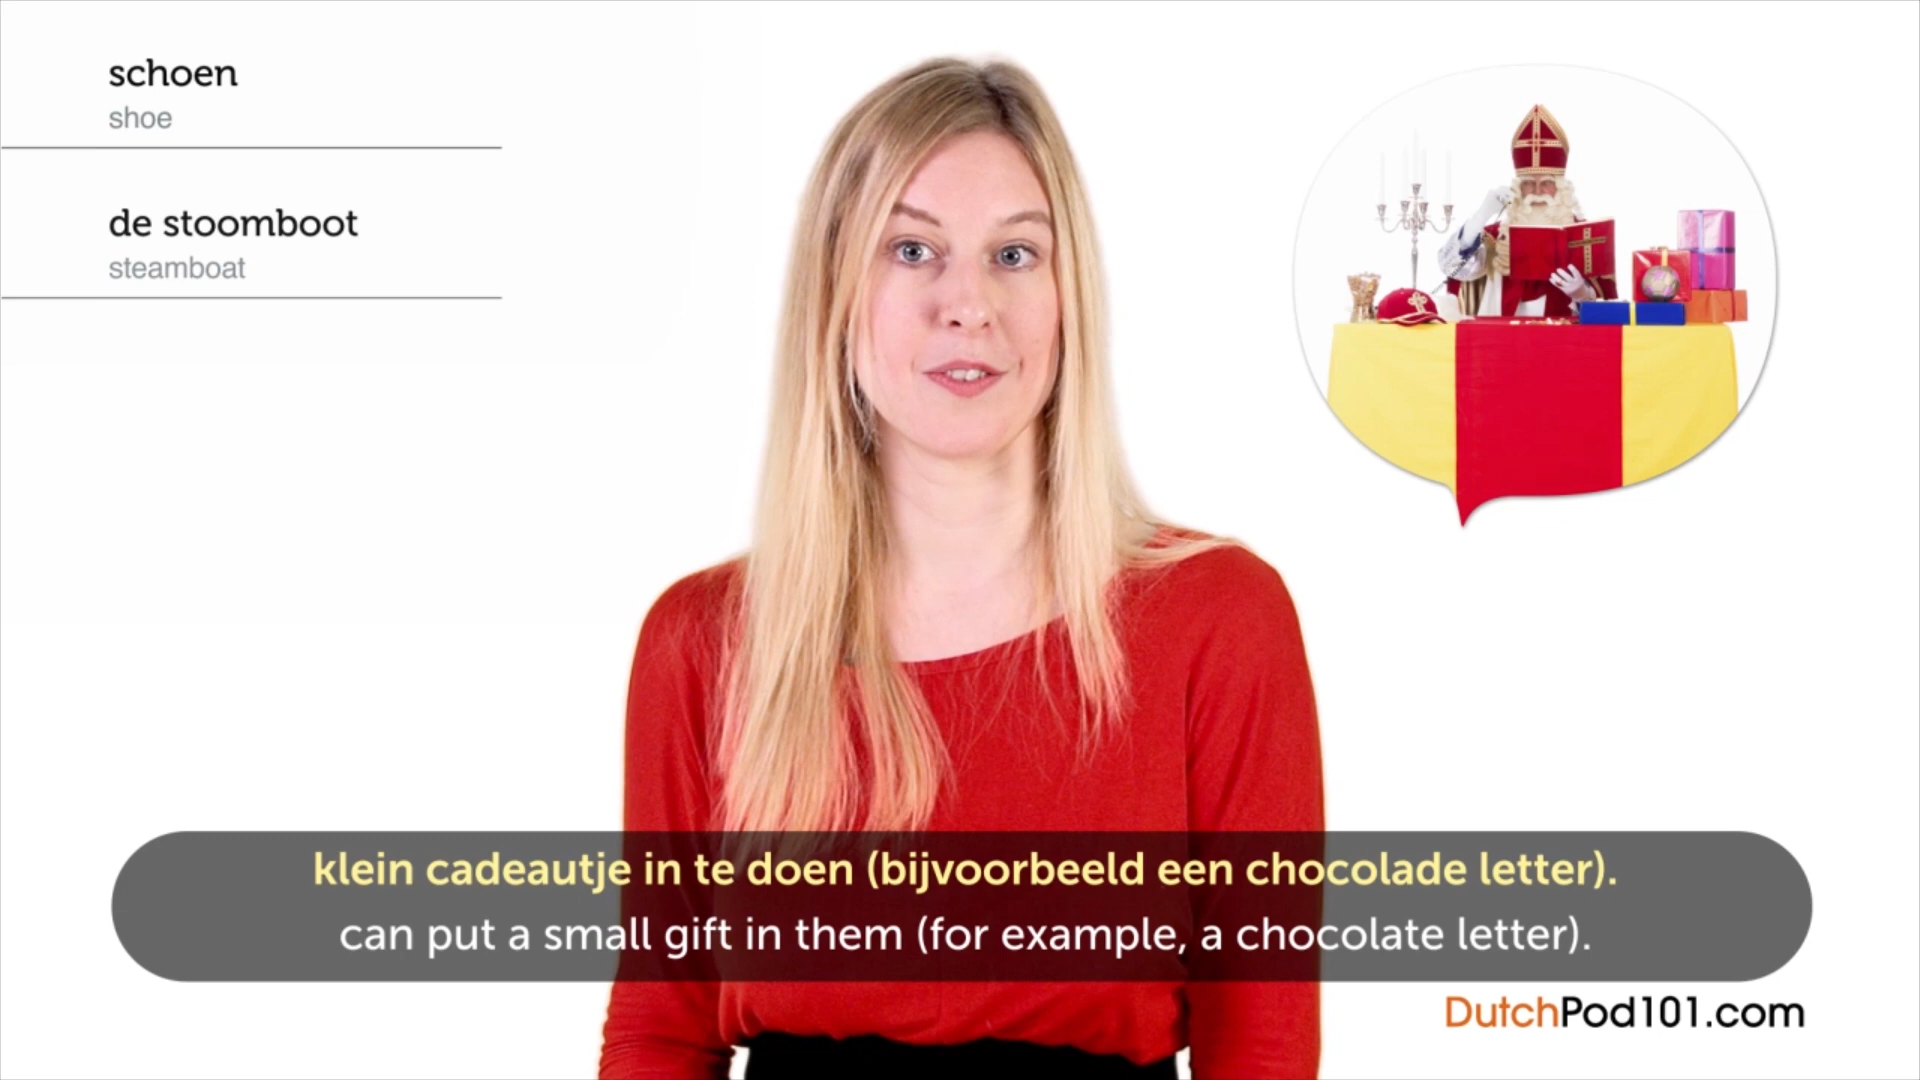 schoen
shoe
de stoomboot
steamboat
klein cadeautje in te doen (bijvoorbeeld een chocolade letter).
can put a small gift in them (for example, a chocolate letter).
DutchPod101.com